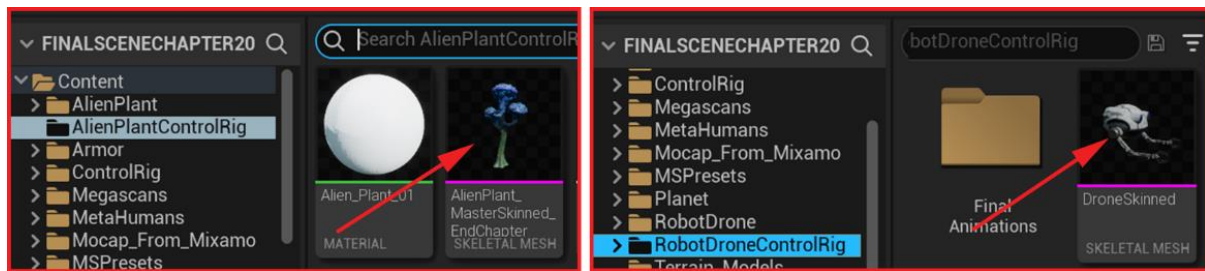 FINALSCENECHAPTER20
Content
AlienPlant
AlienPlantControlRig
Armor
ControlRig
Megascans
MetaHumans
Mocap_From_Mixamo
MSPresets
Search AlienPlantControlR
Alien_Plant_01
MATERIAL
AlienPlant_
MasterSkinned_
EndChapter
SKELETAL MESH
FINALSCENECHAPTER20
ControlRig
Megascans
MetaHumans
Mocap_From_Mixamo
MSPresets
Planet
RobotDrone
RobotDroneControlRig
Terrain_Models
botDroneControlRig
Final
Animations
DroneSkinned
SKELETAL MESH